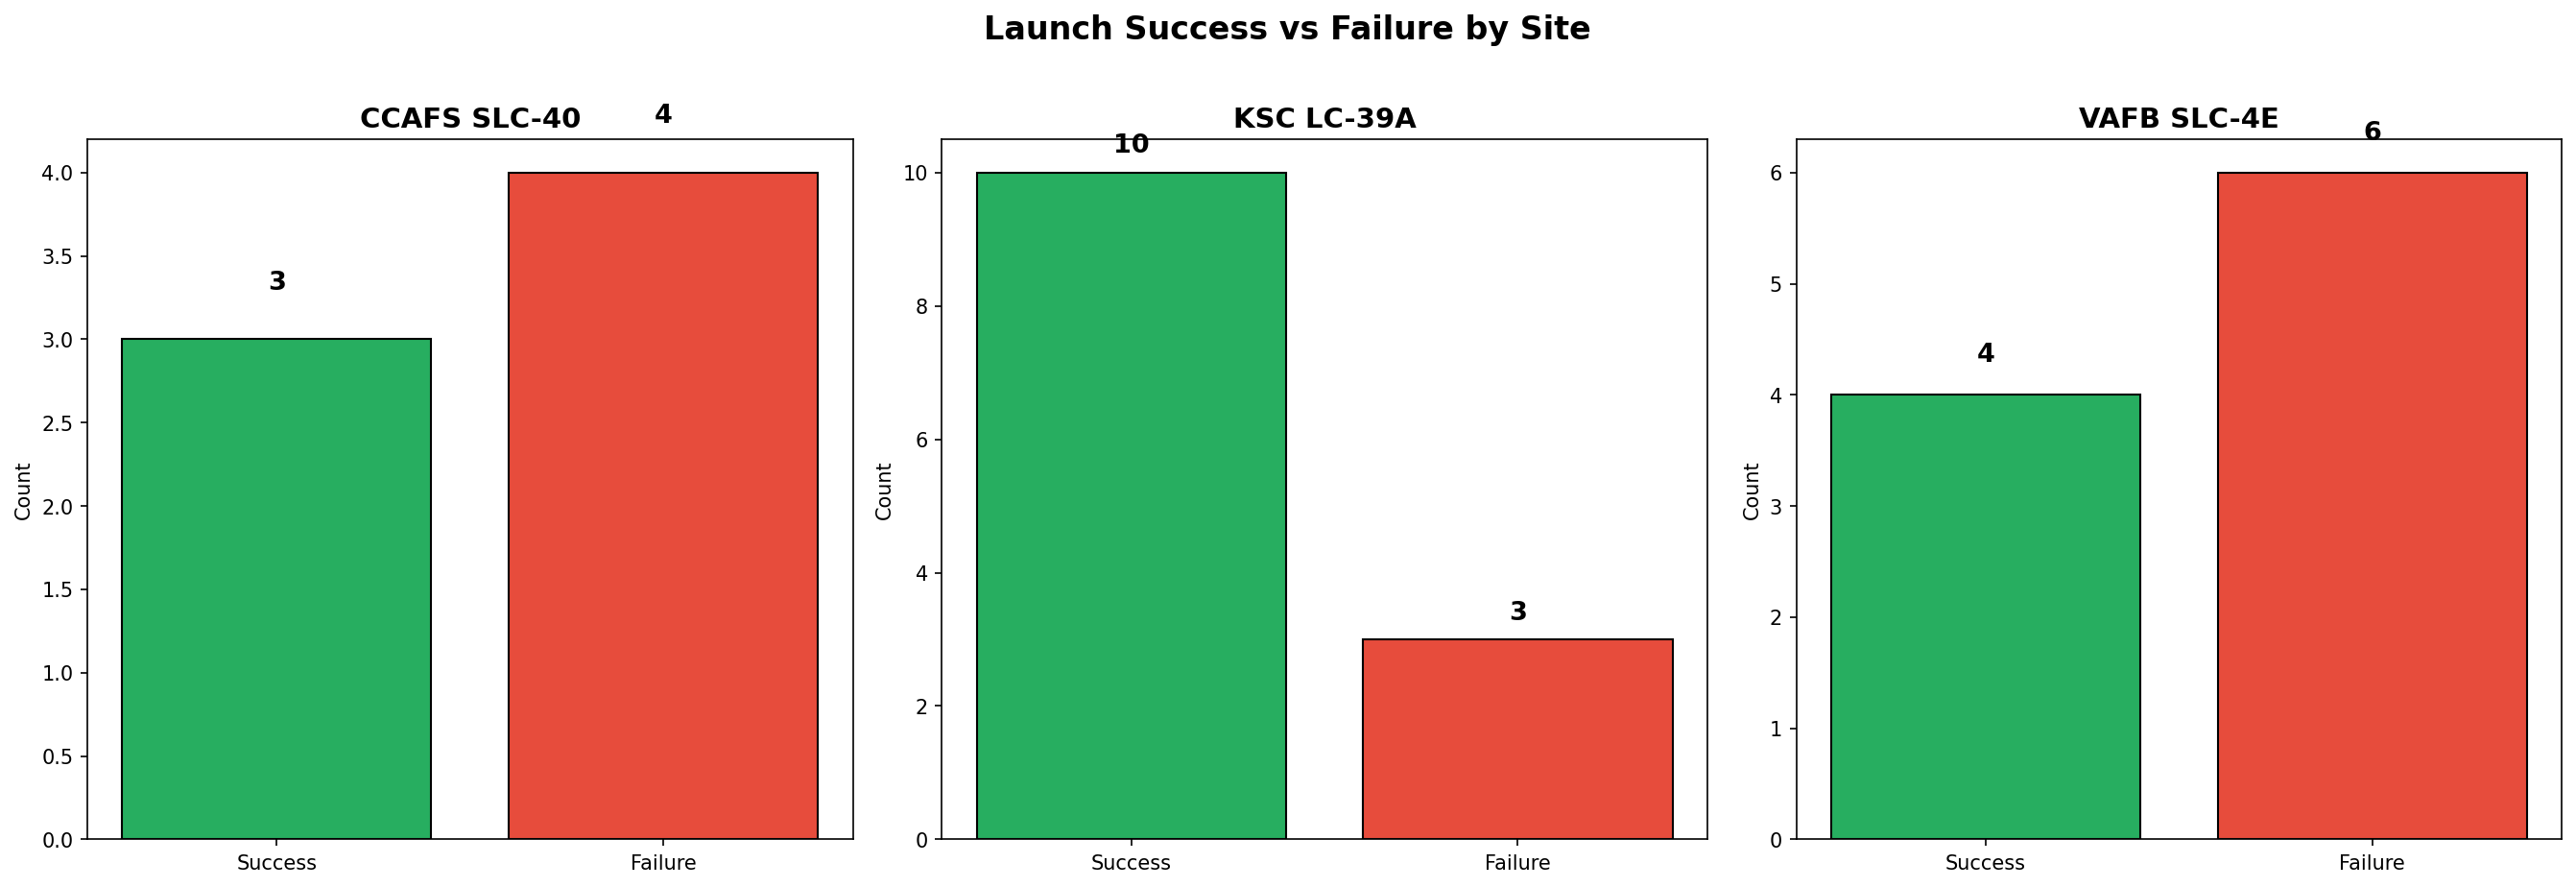 Launch Success vs Failure by Site
CCAFS SLC-40
4
3
4.0
3.5
3.0
2.5
2.0
1.5
1.0
0.5
0.0
Count
Success Failure
KSC LC-39A
10
3
10
8
6
4
2
0
Count
Success Failure
VAFB SLC-4E
6
4
6
5
4
3
2
1
0
Count
Success Failure